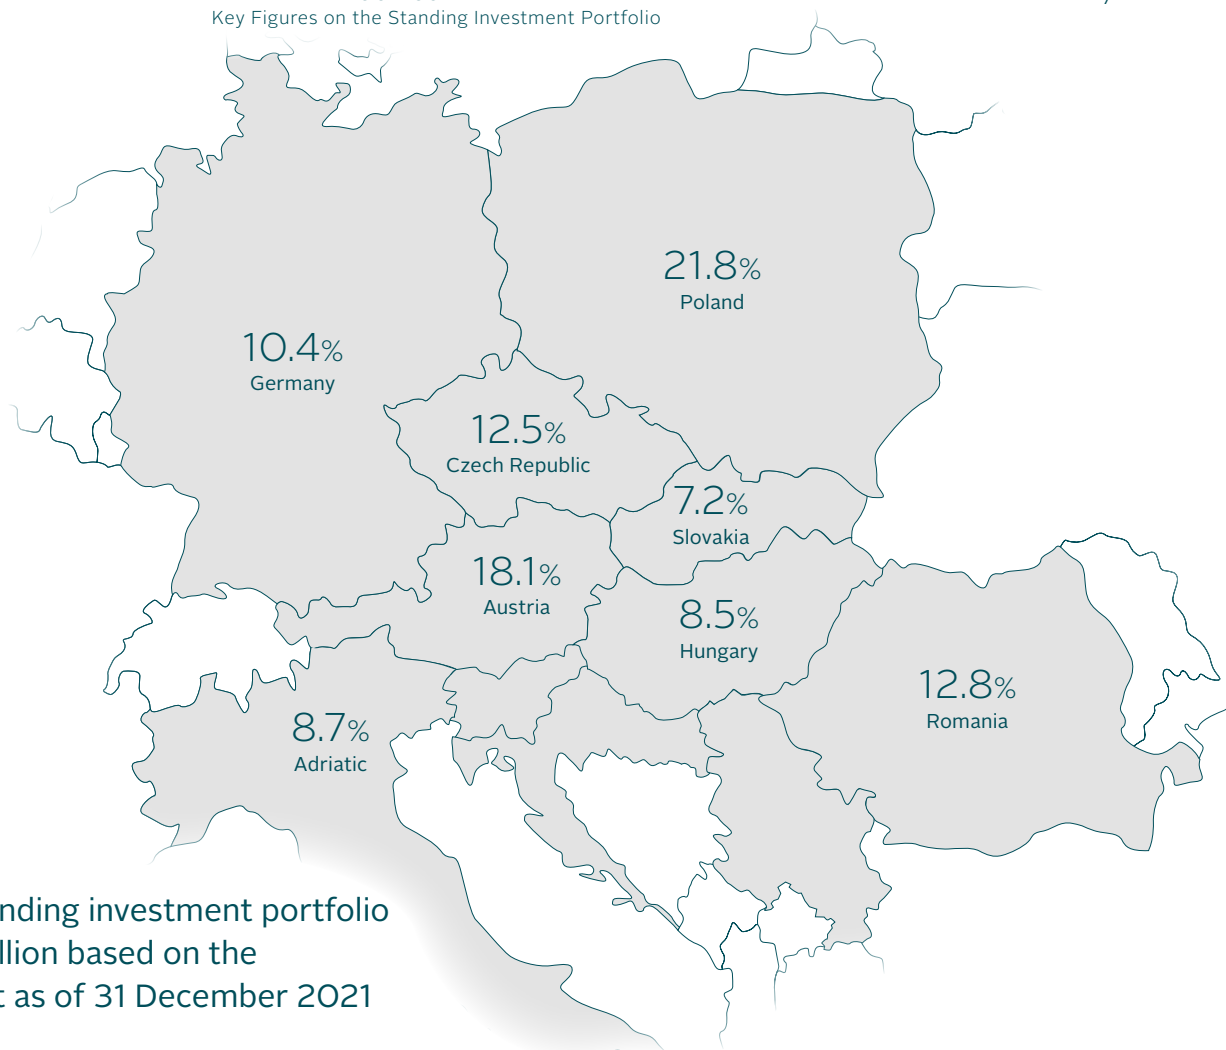 Key Figures on the Standing Investment Portfolio
21.8%
Poland
10.4%
Germany
12.5%
Czech Republic
7.2%
Slovakia
18.1%
Austria
8.5%
Hungary
12.8%
Romania
8.7%
Adriatic
investment portfolio
based on the
as of 31 December 2021